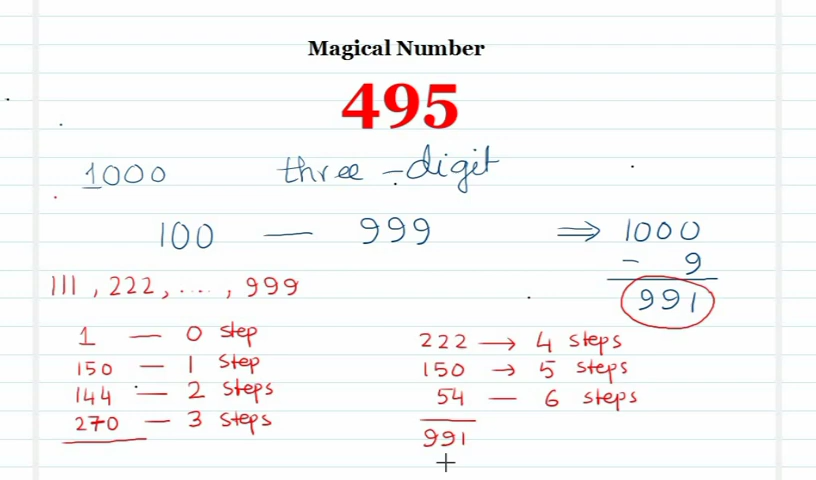 Magical Number
495
1000 three-digit
100 — 999 ⇒ 1000
- 9
991
111, 222, ...., 999
1 — 0 step
150 — 1 step
144 — 2 steps
270 — 3 steps
222 → 4 steps
150 → 5 steps
54 — 6 steps
991
+